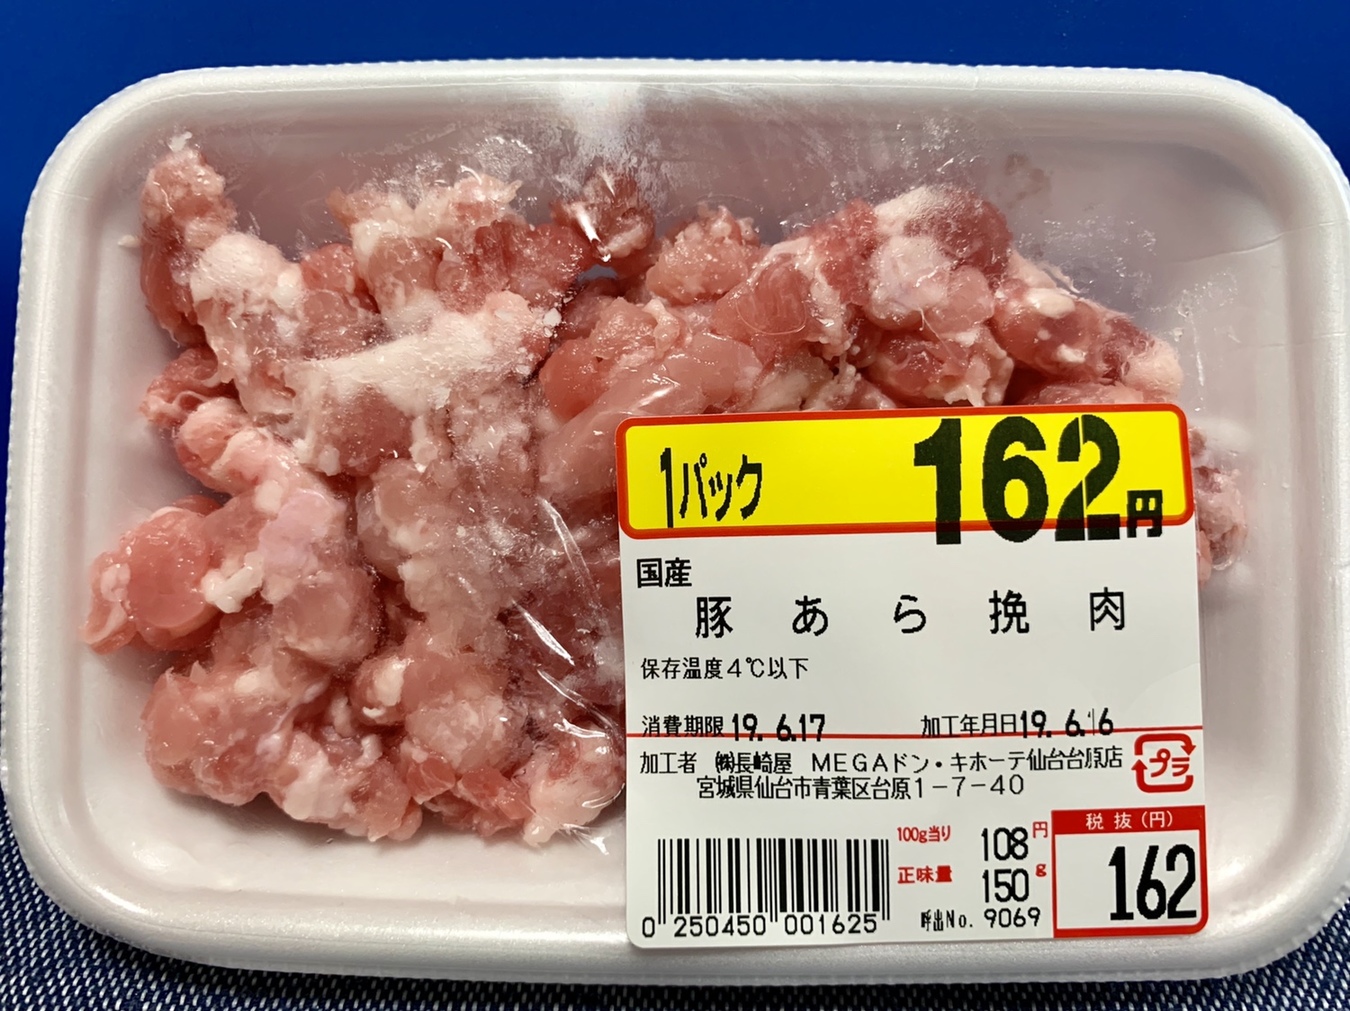 1パック 162円
国産
豚あら挽肉
保存温度4℃以下
消費期限 19. 6.17 加工年月日 19. 6.16
加工者 ㈱長崎屋 MEGAドン・キホーテ仙台台原店
宮城県仙台市青葉区台原1-7-40
プラ
100g当り 108円
正味量 150g
呼出No. 9069
税抜(円)
162
0 250450 001625